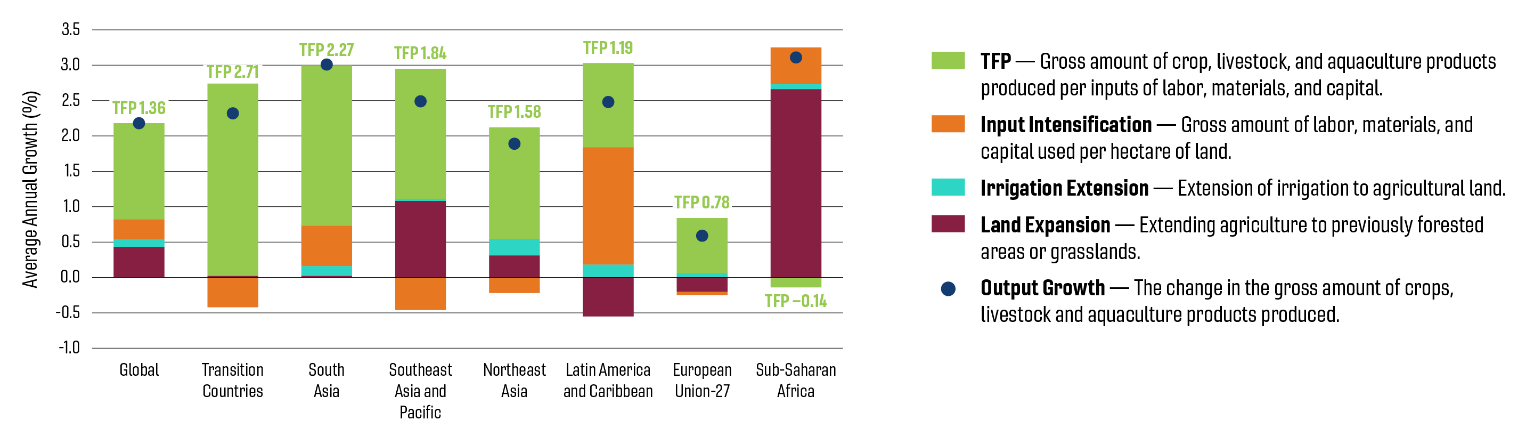 3.5
3.0
2.5
2.0
1.5
1.0
0.5
0.0
-0.5
-1.0
Average Annual Growth (%)
TFP 1.36
TFP 2.71
TFP 2.27
TFP 1.84
TFP 1.58
TFP 1.19
TFP 0.78
TFP –0.14
Global
Transition
Countries
South
Asia
Southeast
Asia and
Pacific
Northeast
Asia
Latin America
and Caribbean
European
Union-27
Sub-Saharan
Africa
TFP — Gross amount of crop, livestock, and aquaculture products
produced per inputs of labor, materials, and capital.
Input Intensification — Gross amount of labor, materials, and
capital used per hectare of land.
Irrigation Extension — Extension of irrigation to agricultural land.
Land Expansion — Extending agriculture to previously forested
areas or grasslands.
Output Growth — The change in the gross amount of crops,
livestock and aquaculture products produced.